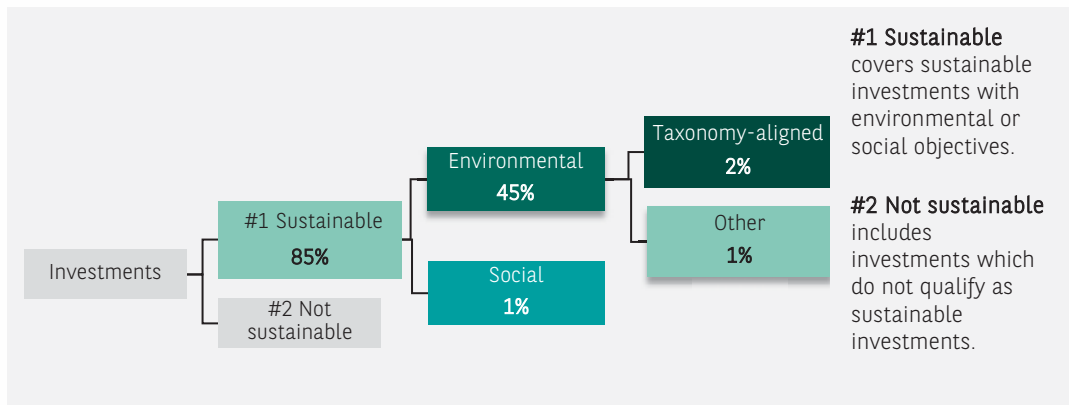 Investments
#1 Sustainable
85%
#2 Not
sustainable
Environmental
45%
Social
1%
Taxonomy-aligned
2%
Other
1%
#1 Sustainable
covers sustainable
investments with
environmental or
social objectives.
#2 Not sustainable
includes
investments which
do not qualify as
sustainable
investments.